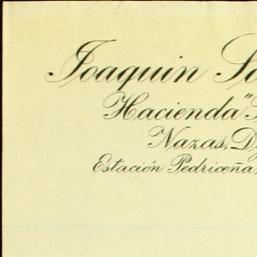 Joaquin
Hacienda "
Nazas, D
Estación Pedriceña,